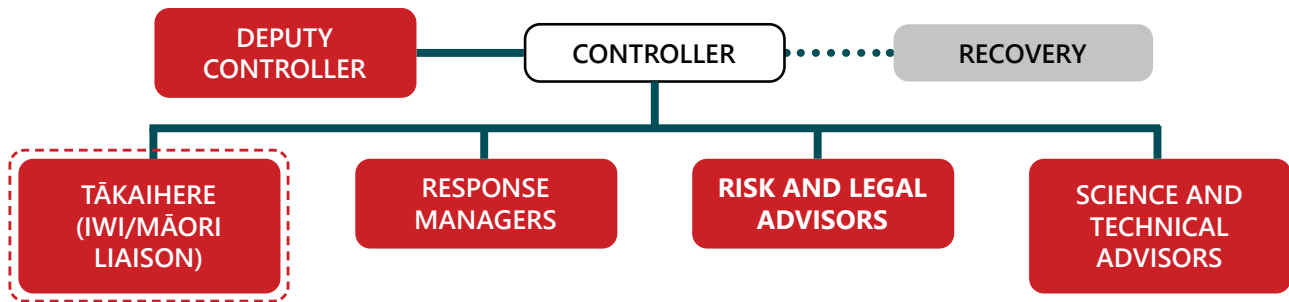 DEPUTY
CONTROLLER
CONTROLLER
RECOVERY
TĀKAIHERE
(IWI/MĀORI
LIAISON)
RESPONSE
MANAGERS
RISK AND LEGAL
ADVISORS
SCIENCE AND
TECHNICAL
ADVISORS